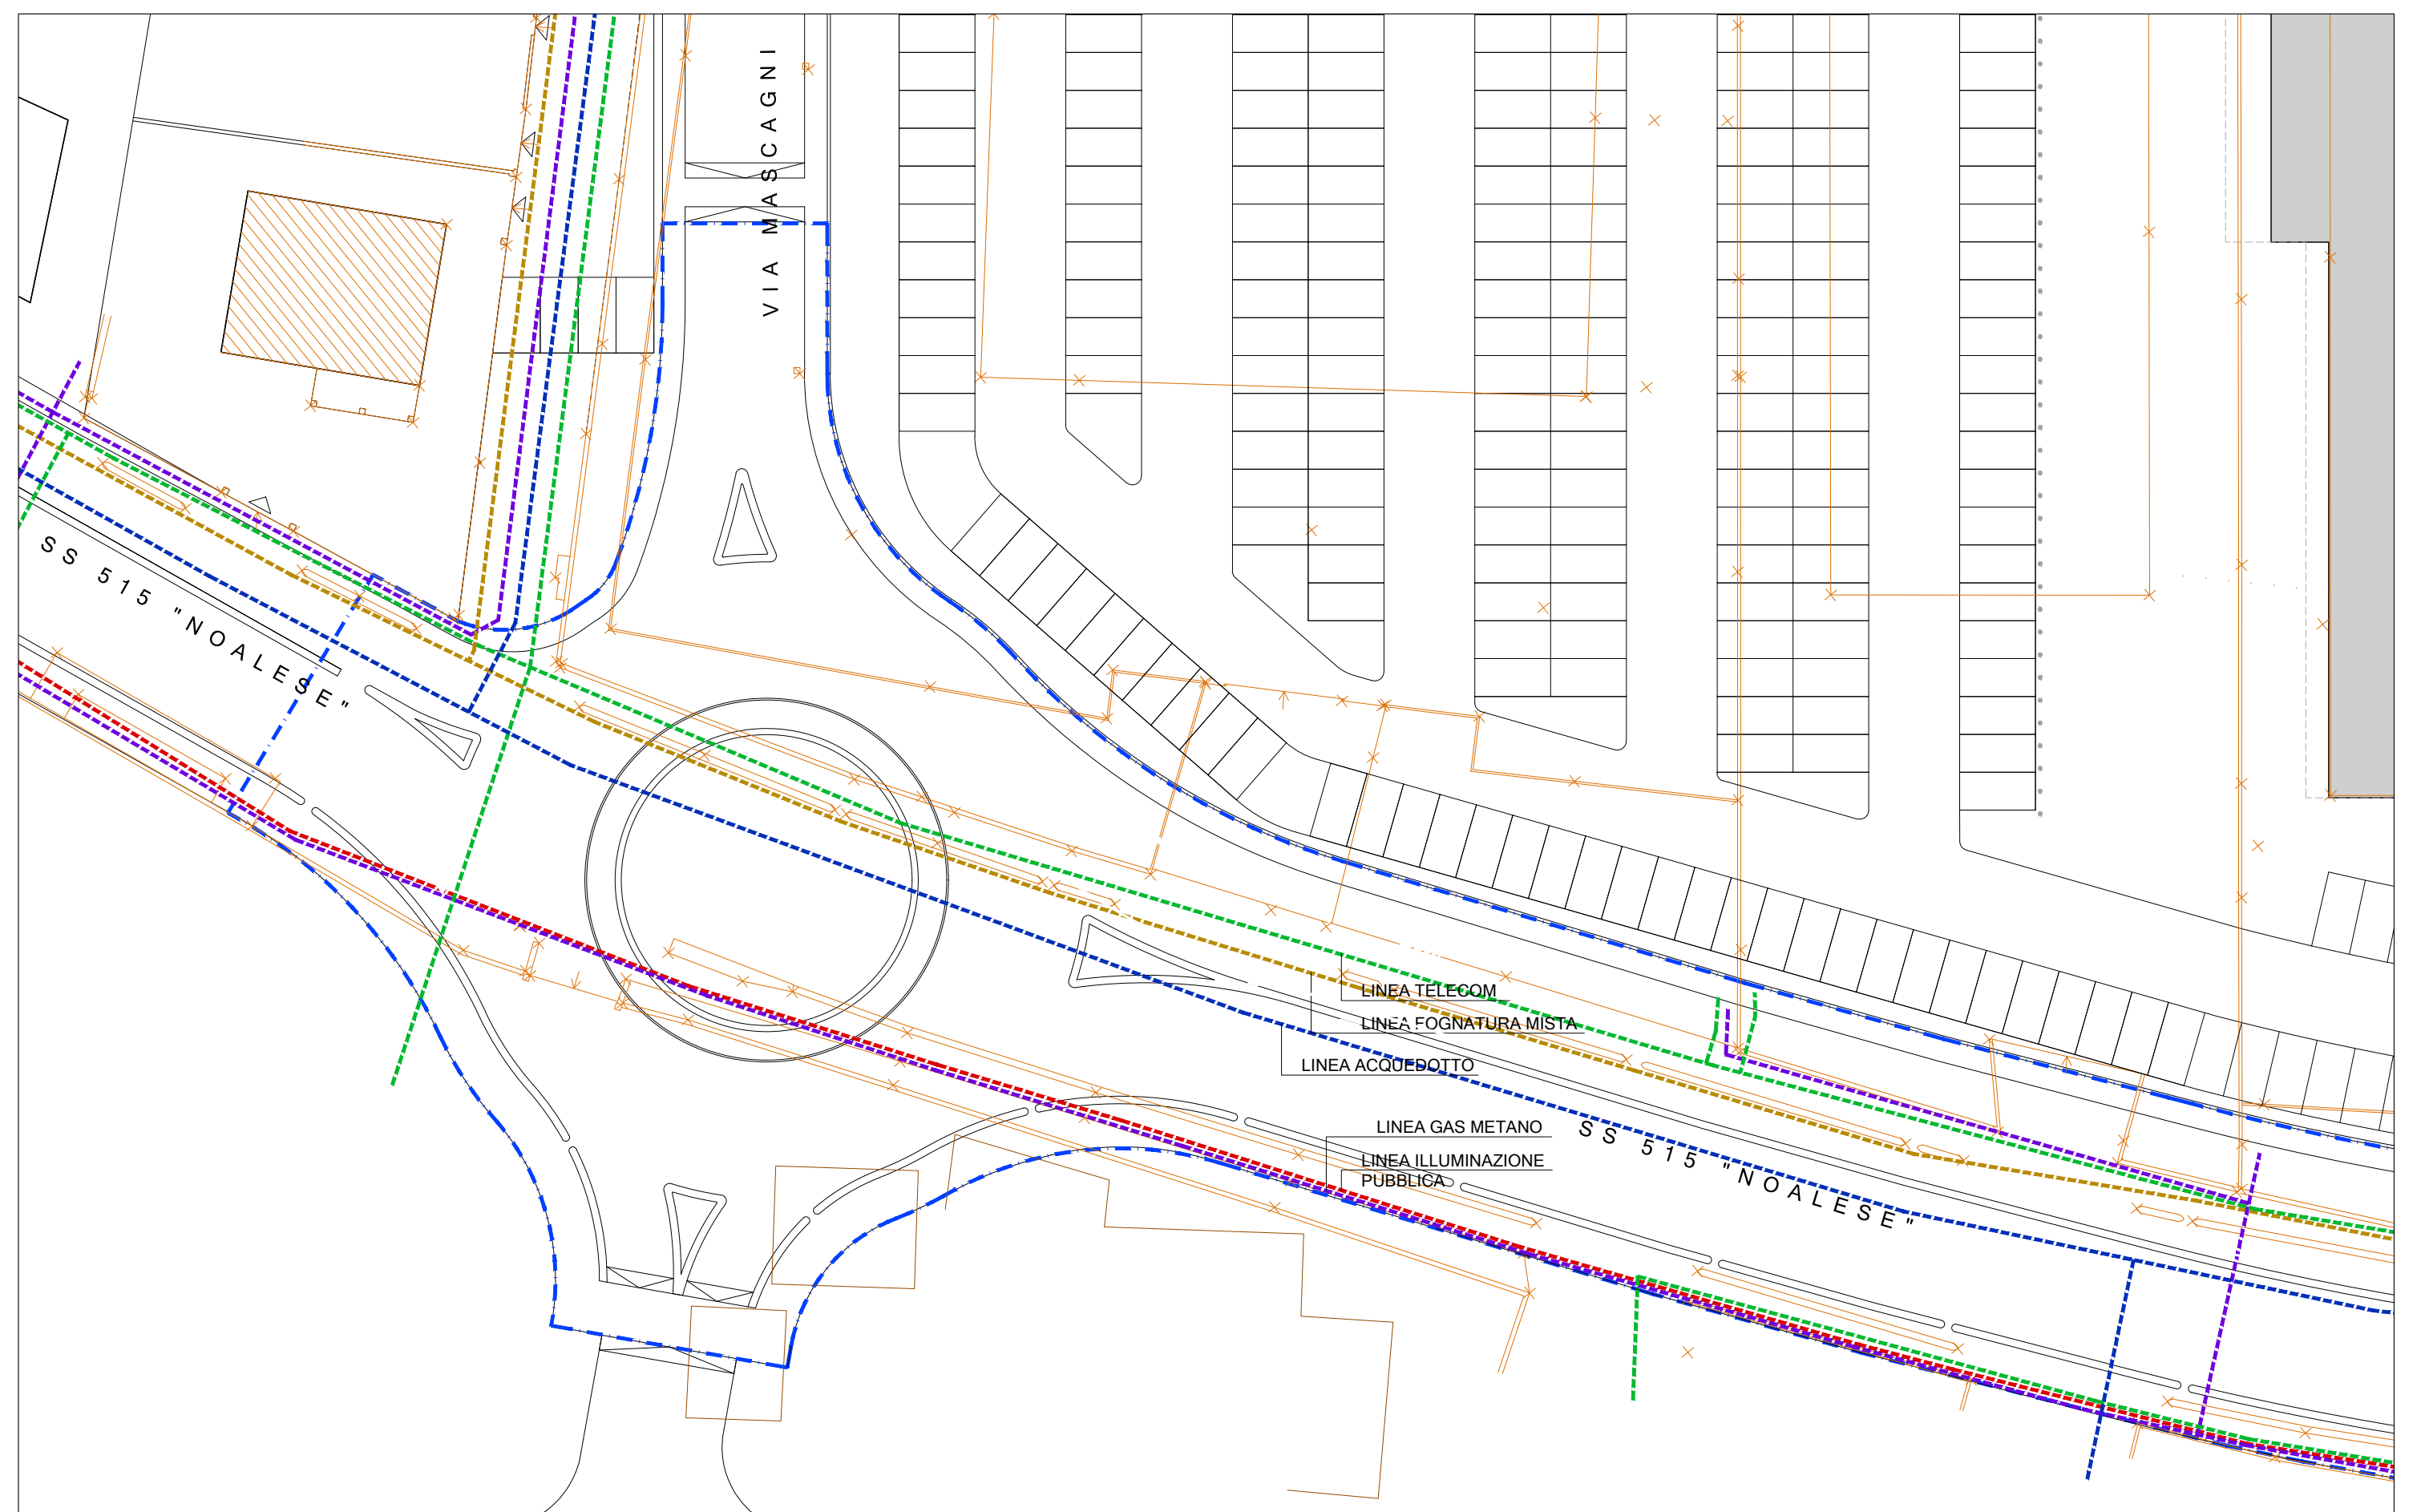 VIA MASCAGNI
SS 515 "NOALESE"
LINEA TELECOM
LINEA FOGNATURA MISTA
LINEA ACQUEDOTTO
LINEA GAS METANO
LINEA ILLUMINAZIONE
PUBBLICA
SS 515 "NOALESE"